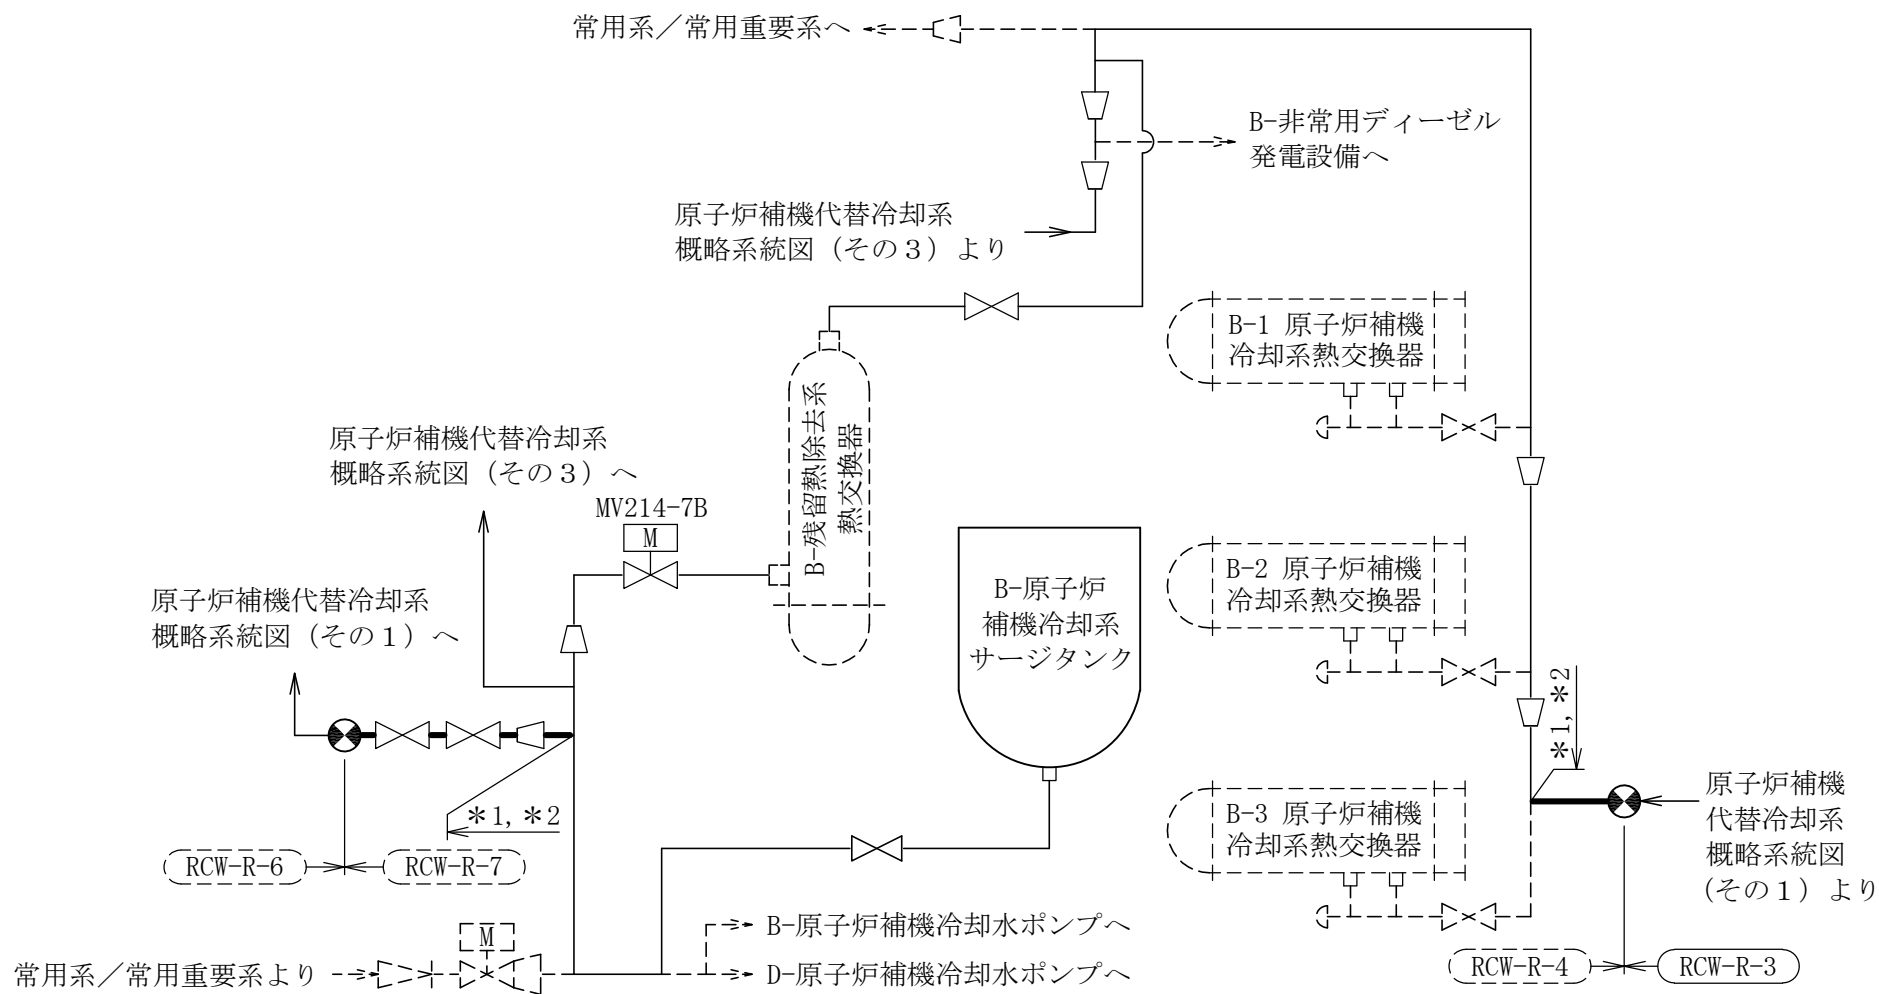 常用系／常用重要系へ
B-非常用ディーゼル
発電設備へ
原子炉補機代替冷却系
概略系統図（その３）より
B-1 原子炉補機
冷却系熱交換器
原子炉補機代替冷却系
概略系統図（その３）へ
B-残留熱除去系
熱交換器
MV214-7B
M
B-2 原子炉補機
冷却系熱交換器
B-原子炉
補機冷却系
サージタンク
原子炉補機代替冷却系
概略系統図（その１）へ
＊1, ＊2
＊1, ＊2
B-3 原子炉補機
冷却系熱交換器
原子炉補機
代替冷却系
概略系統図
（その１）より
RCW-R-6
RCW-R-7
B-原子炉補機冷却水ポンプへ
M
常用系／常用重要系より
D-原子炉補機冷却水ポンプへ
RCW-R-4
RCW-R-3